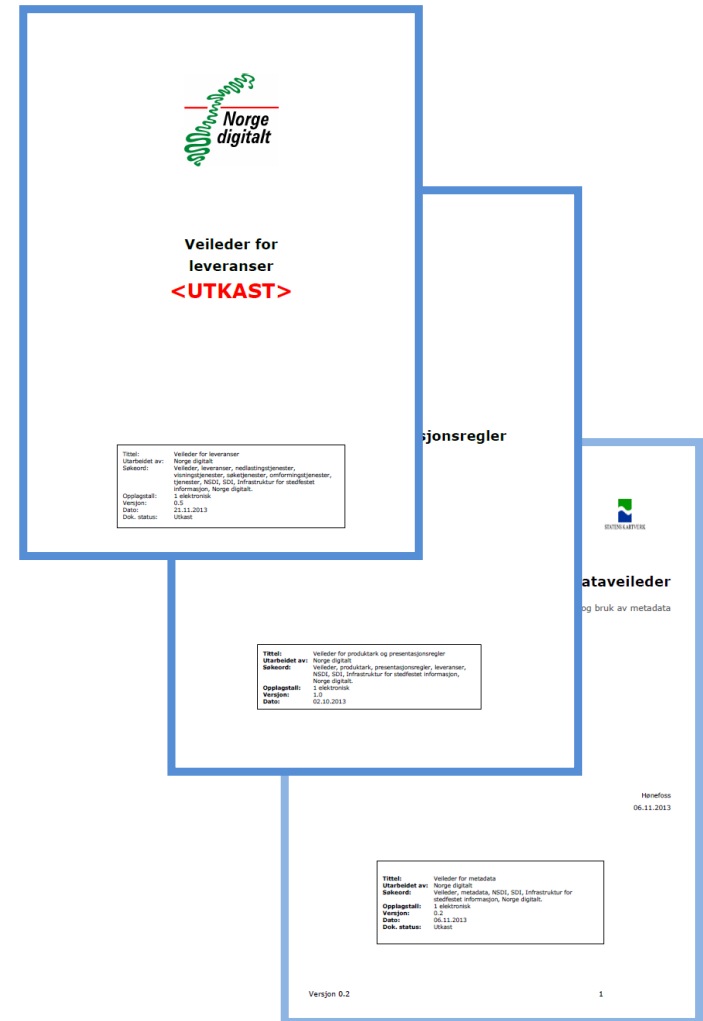 Norge
digitalt
Veileder for
leveranser
<UTKAST>
Tittel: Veileder for leveranser
Utarbeidet av: Norge digitalt
Søkeord: Veileder, leveranser, nedlastingstjenester,
visningstjenester, søketjenester, omformingstjenester,
tjenester, NSDI, SDI, Infrastruktur for stedfestet
informasjon, Norge digitalt.
Opplagstall: 1 elektronisk
Versjon: 0.5
Dato: 21.11.2013
Dok. status: Utkast
sjonsregler
Tittel: Veileder for produktark og presentasjonsregler
Utarbeidet av: Norge digitalt
Søkeord: Veileder, produktark, presentasjonsregler, leveranser,
NSDI, SDI, Infrastruktur for stedfestet informasjon,
Norge digitalt.
Opplagstall: 1 elektronisk
Versjon: 1.0
Dato: 02.10.2013
STATENS KARTVERK
ataveileder
og bruk av metadata
Hønefoss
06.11.2013
Tittel: Veileder for metadata
Utarbeidet av: Norge digitalt
Søkeord: Veileder, metadata, NSDI, SDI, Infrastruktur for
stedfestet informasjon, Norge digitalt.
Opplagstall: 1 elektronisk
Versjon: 0.2
Dato: 06.11.2013
Dok. status: Utkast
Versjon 0.2 1